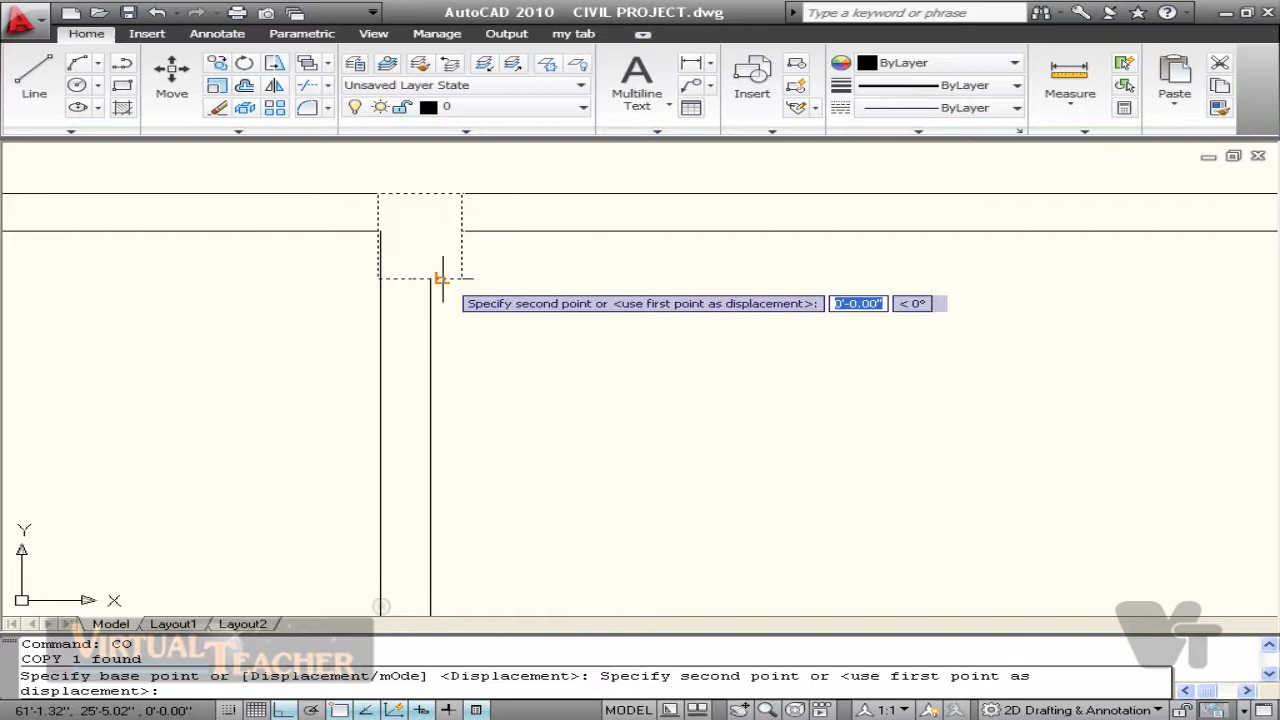 AutoCAD 2010 CIVIL PROJECT.dwg
Type a keyword or phrase
Home Insert Annotate Parametric View Manage Output my tab
Line
Move
Unsaved Layer State
0
Multiline
Text
Insert
ByLayer
ByLayer
ByLayer
Measure
Paste
Specify second point or <use first point as displacement>: 0'-0.00" < 0°
Y
X
Model Layout1 Layout2
Command: CO
COPY 1 found
Specify base point or [Displacement/mOde] <Displacement>: Specify second point or <use first point as
displacement>:
VIRTUAL
TEACHER
VT
61'-1.32", 25'-5.02" , 0'-0.00"
MODEL
1:1
2D Drafting & Annotation